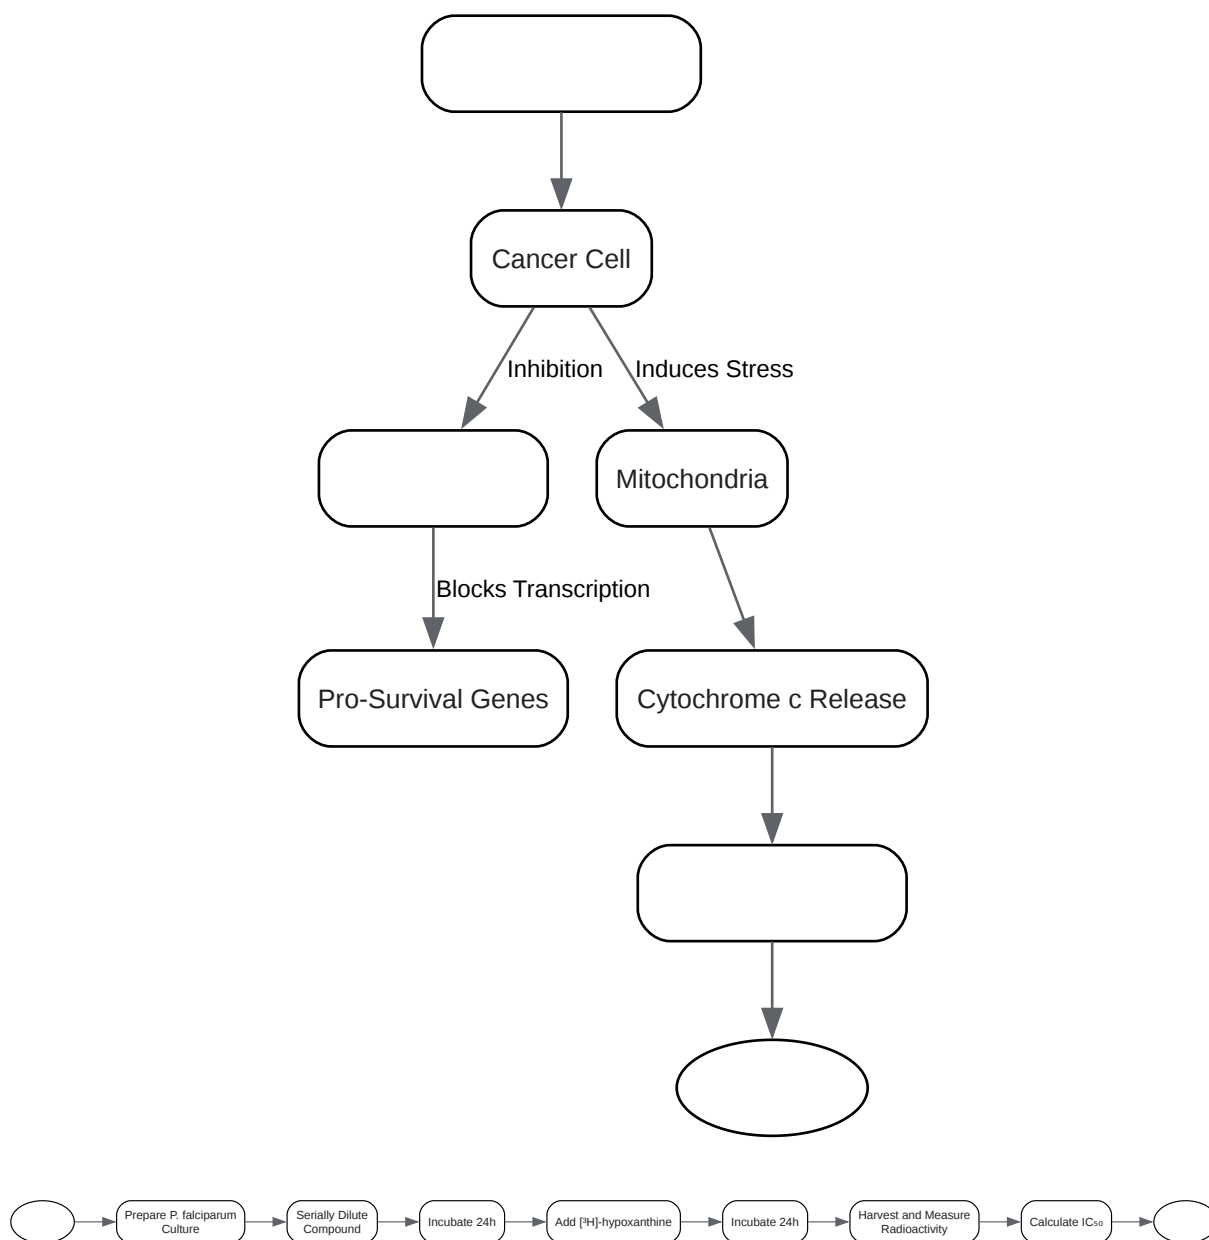 Cancer Cell
Inhibition
Induces Stress
Mitochondria
Blocks Transcription
Pro-Survival Genes
Cytochrome c Release
Prepare P. falciparum
Culture
Serially Dilute
Compound
Incubate 24h
Add [³H]-hypoxanthine
Incubate 24h
Harvest and Measure
Radioactivity
Calculate IC₅₀